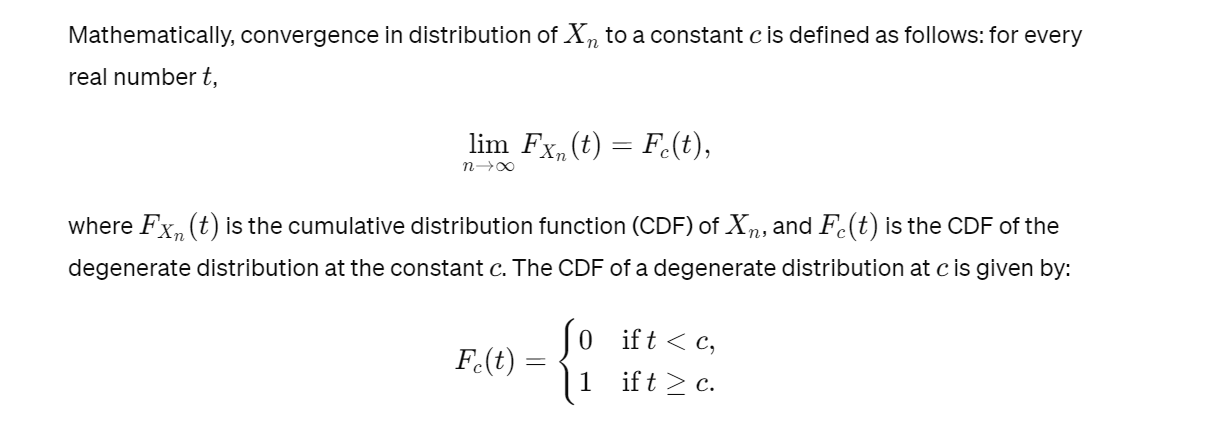 Mathematically, convergence in distribution of Xₙ to a constant c is defined as follows: for every
real number t,
lim F_{Xₙ}(t) = F_c(t),
n→∞
where F_{Xₙ}(t) is the cumulative distribution function (CDF) of Xₙ, and F_c(t) is the CDF of the
degenerate distribution at the constant c. The CDF of a degenerate distribution at c is given by:
F_c(t) = { 0 if t < c,
1 if t ≥ c.